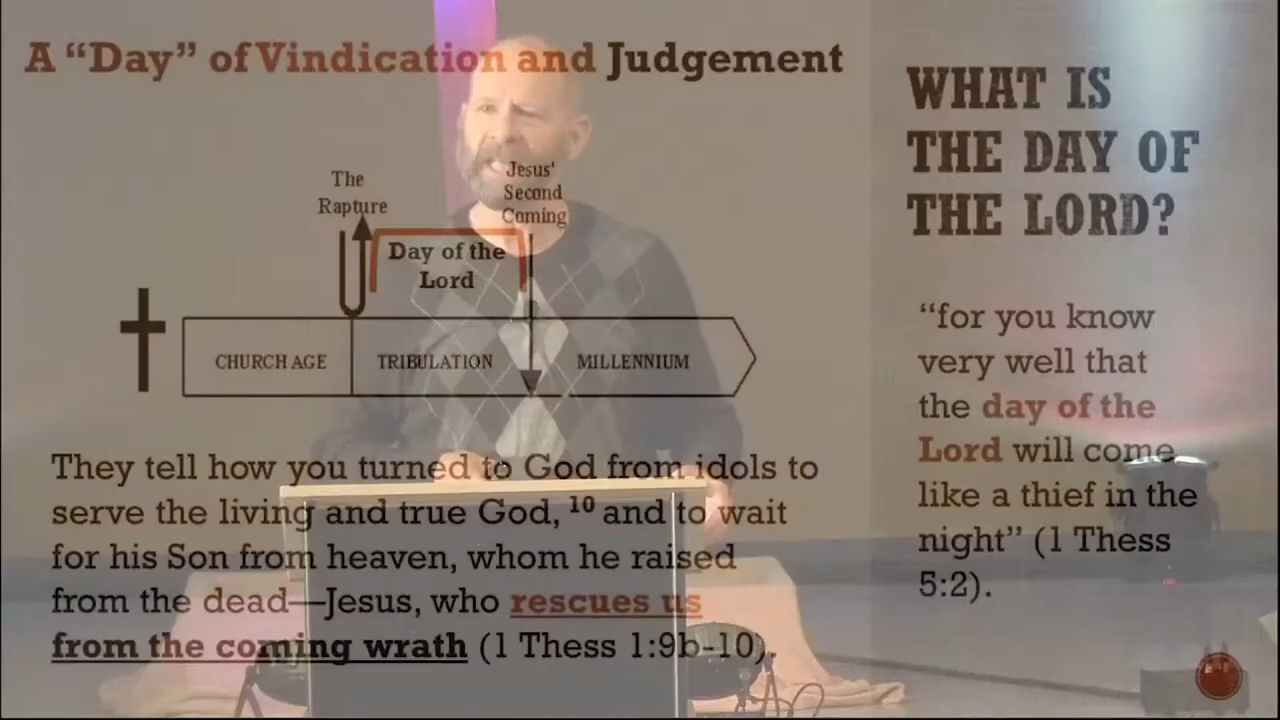 A “Day” of Vindication and Judgement
WHAT IS
THE DAY OF
THE LORD?
The
Rapture
Jesus'
Second
Coming
Day of the
Lord
CHURCH AGE
TRIBULATION
MILLENNIUM
They tell how you turned to God from idols to
serve the living and true God, ¹⁰ and to wait
for his Son from heaven, whom he raised
from the dead—Jesus, who rescues us
from the coming wrath (1 Thess 1:9b-10).
“for you know
very well that
the day of the
Lord will come
like a thief in the
night” (1 Thess
5:2).